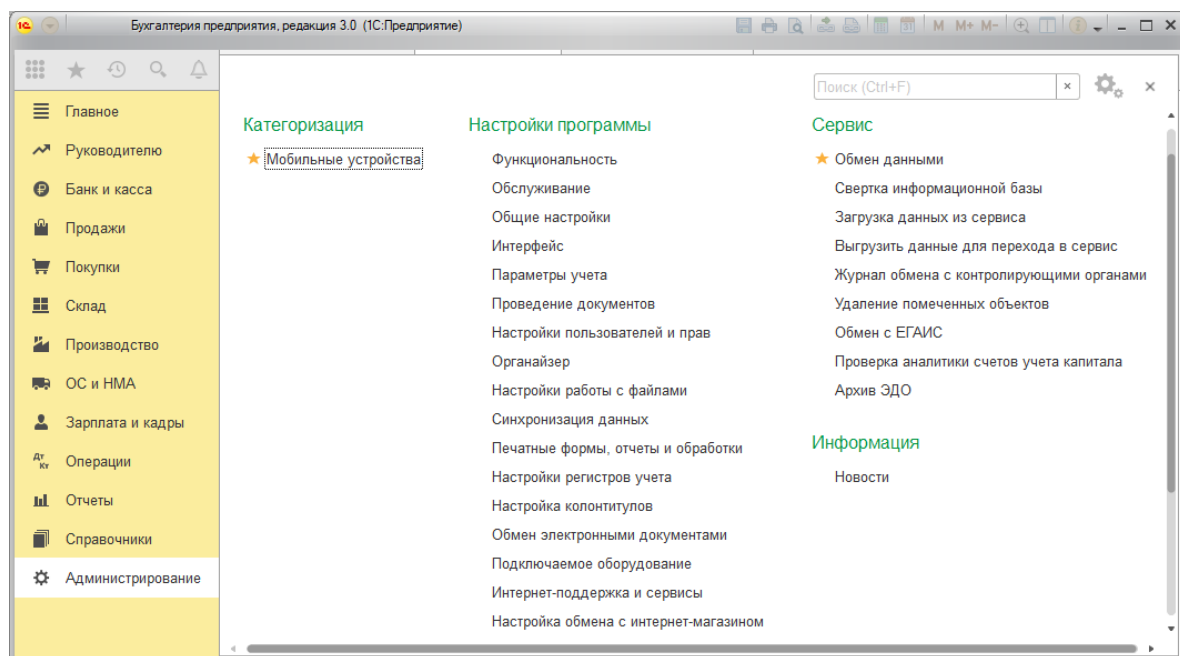 1С Бухгалтерия предприятия, редакция 3.0 (1С:Предприятие) 31 M M+ M-
Поиск (Ctrl+F)
Главное
Руководителю
Банк и касса
Продажи
Покупки
Склад
Производство
ОС и НМА
Зарплата и кадры
Дт Кт Операции
Отчеты
Справочники
Администрирование
Категоризация
Мобильные устройства
Настройки программы
Функциональность
Обслуживание
Общие настройки
Интерфейс
Параметры учета
Проведение документов
Настройки пользователей и прав
Органайзер
Настройки работы с файлами
Синхронизация данных
Печатные формы, отчеты и обработки
Настройки регистров учета
Настройка колонтитулов
Обмен электронными документами
Подключаемое оборудование
Интернет-поддержка и сервисы
Настройка обмена с интернет-магазином
Сервис
Обмен данными
Свертка информационной базы
Загрузка данных из сервиса
Выгрузить данные для перехода в сервис
Журнал обмена с контролирующими органами
Удаление помеченных объектов
Обмен с ЕГАИС
Проверка аналитики счетов учета капитала
Архив ЭДО
Информация
Новости